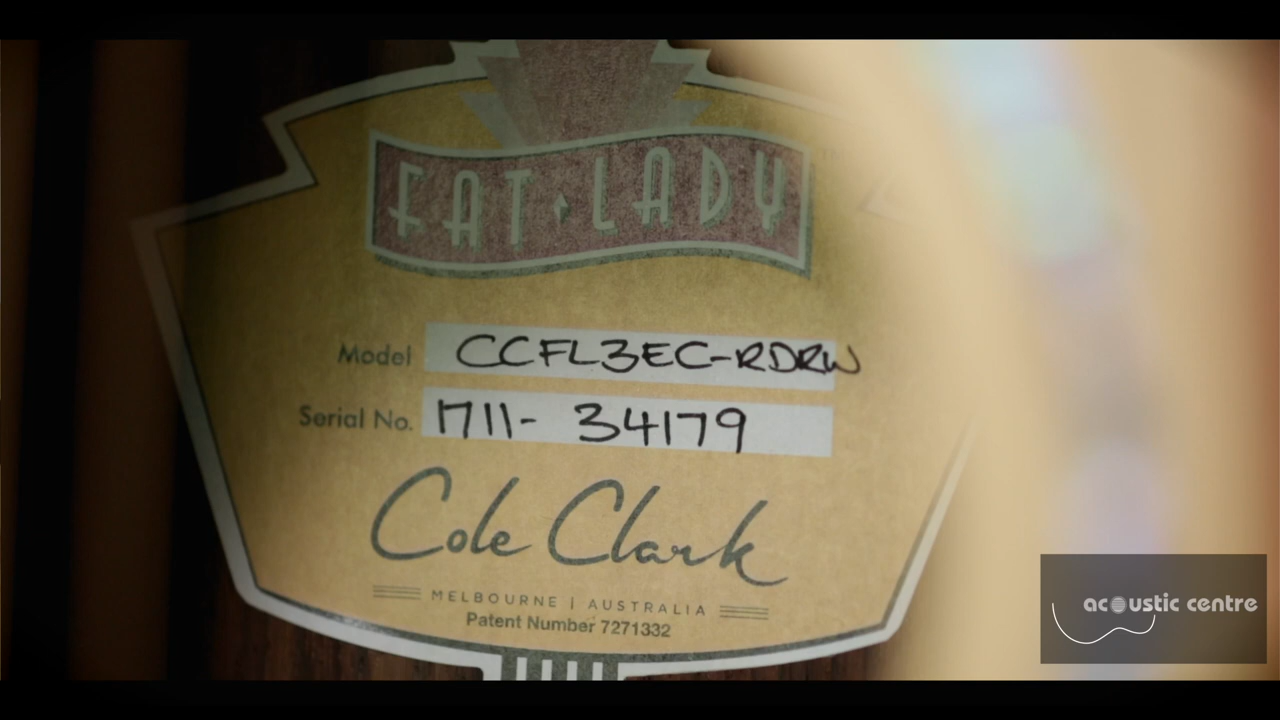 FAT LADY
Model CCFL3EC-RDRW
Serial No. 1711- 34179
Cole Clark
MELBOURNE | AUSTRALIA
Patent Number 7271332
acoustic centre